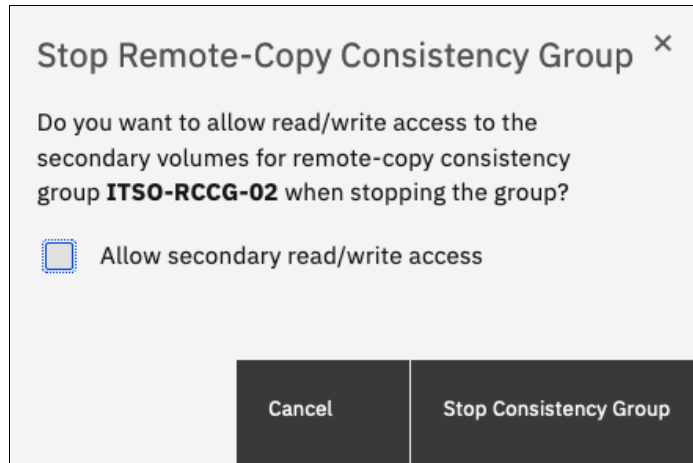 Stop Remote-Copy Consistency Group
Do you want to allow read/write access to the
secondary volumes for remote-copy consistency
group ITSO-RCCG-02 when stopping the group?
Allow secondary read/write access
Cancel
Stop Consistency Group